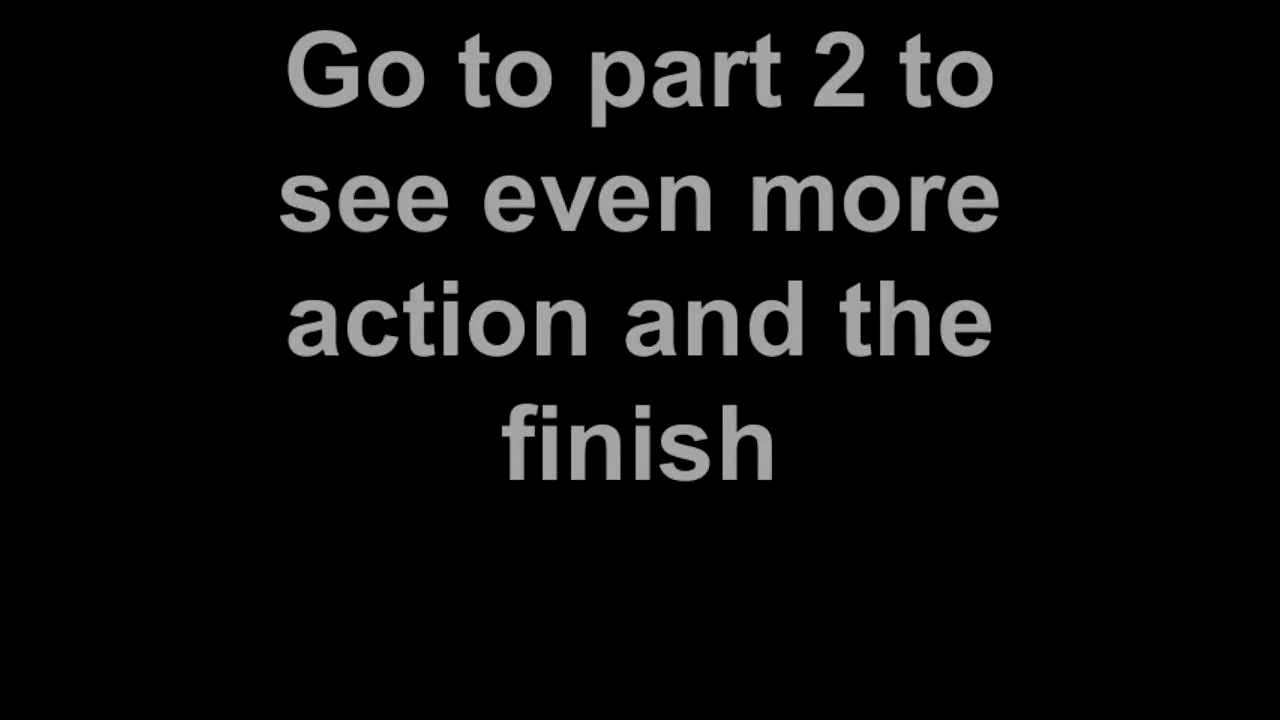 Go to part 2 to
see even more
action and the
finish